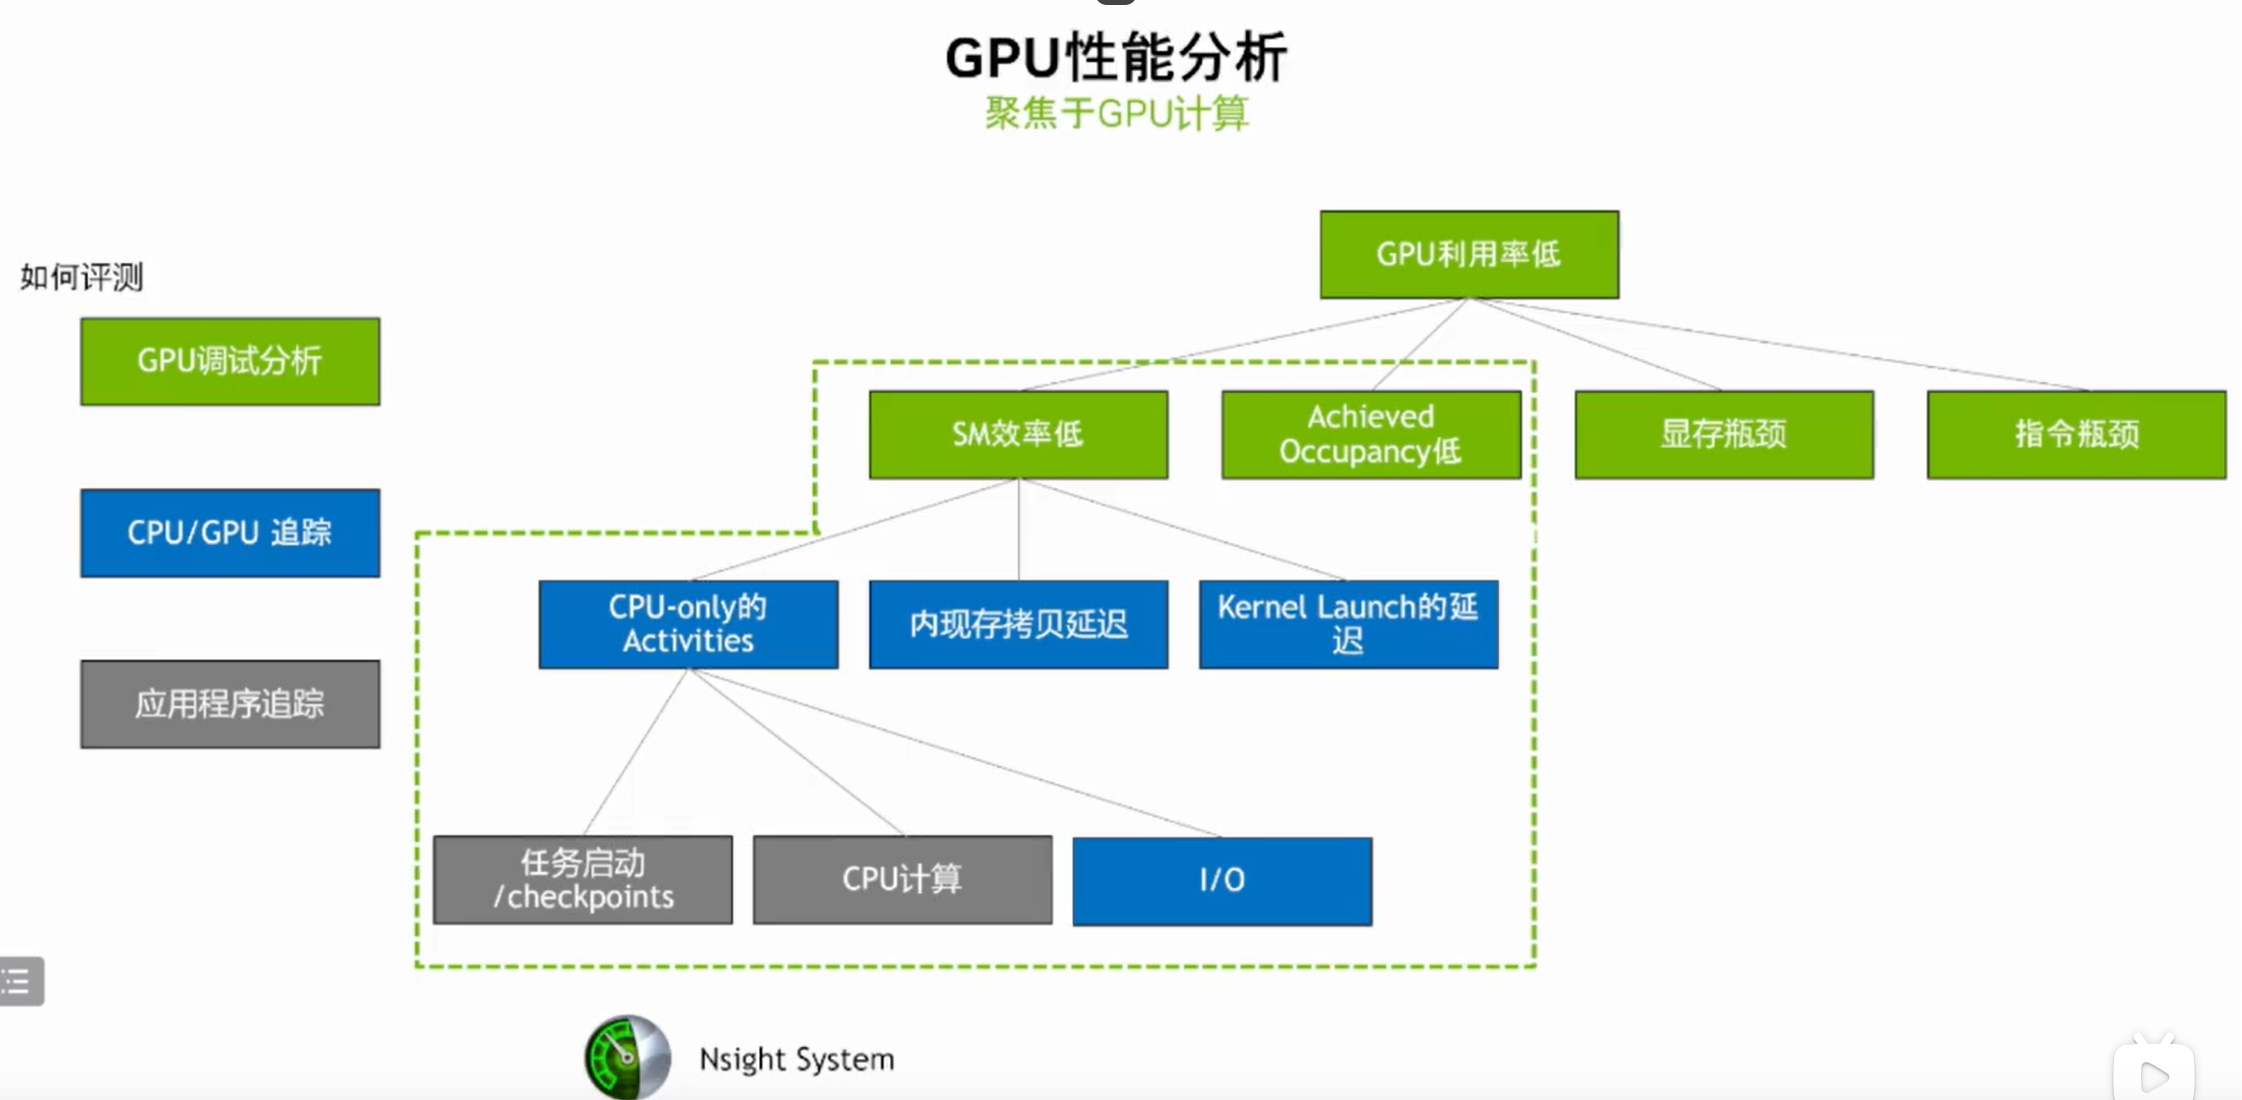 GPU性能分析
聚焦于GPU计算
如何评测
GPU调试分析
CPU/GPU 追踪
应用程序追踪
GPU利用率低
SM效率低
Achieved
Occupancy低
显存瓶颈
指令瓶颈
CPU-only的
Activities
内现存拷贝延迟
Kernel Launch的延
迟
任务启动
/checkpoints
CPU计算
I/O
Nsight System